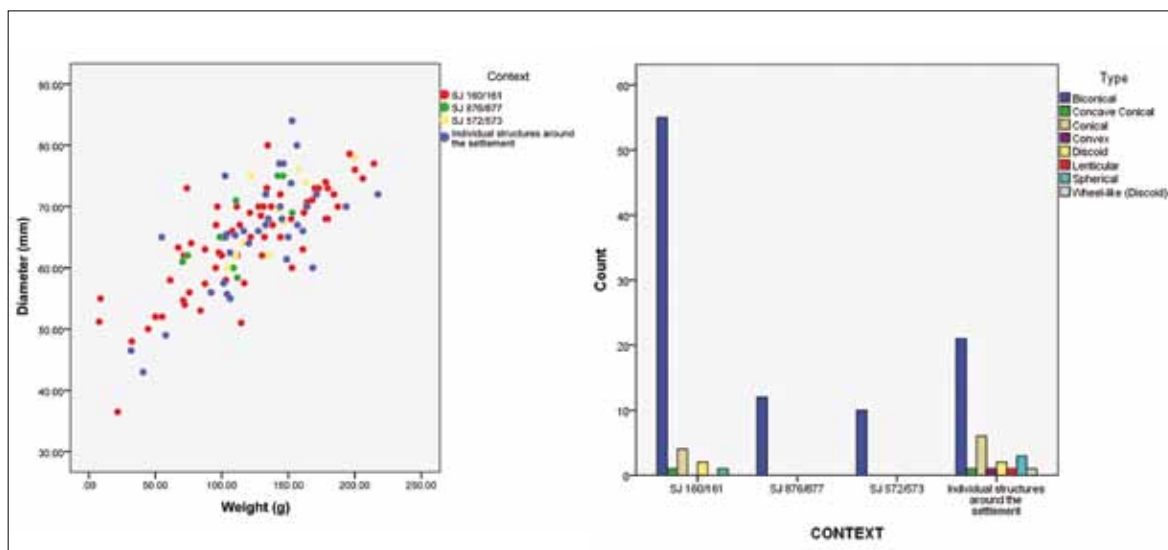 Context
SJ 160/161
SJ 876/877
SJ 572/573
Individual structures around
the settlement
Diameter (mm)
90.00
80.00
70.00
60.00
50.00
40.00
30.00
.00
50.00
100.00
150.00
200.00
250.00
Weight (g)
Type
Biconical
Concave Conical
Conical
Convex
Discoid
Lenticular
Spherical
Wheel-like (Discoid)
Count
60
50
40
30
20
10
0
SJ 160/161
SJ 876/877
SJ 572/573
Individual structures
around the
settlement
CONTEXT